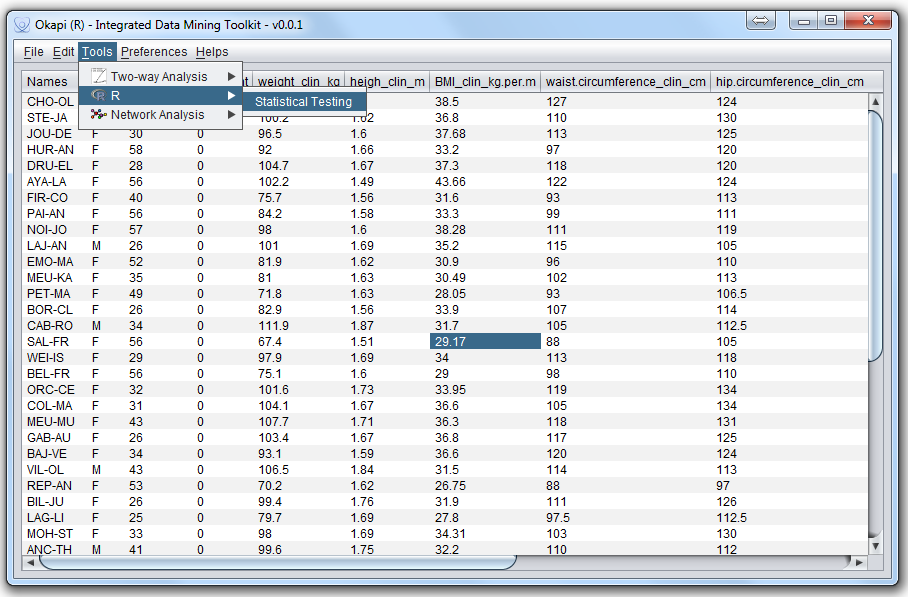 Okapi (R) - Integrated Data Mining Toolkit - v0.0.1
File Edit Tools Preferences Helps
Names weight_clin_kg heigh_clin_m BMI_clin_kg.per.m waist.circumference_clin_cm hip.circumference_clin_cm
Two-way Analysis
R
Statistical Testing
Network Analysis
CHO-OL 38.5 127 124
STE-JA 100.2 1.62 36.8 110 130
JOU-DE F 30 0 96.5 1.6 37.68 113 125
HUR-AN F 58 0 92 1.66 33.2 97 120
DRU-EL F 28 0 104.7 1.67 37.3 118 120
AYA-LA F 56 0 102.2 1.49 43.66 122 124
FIR-CO F 40 0 75.7 1.56 31.6 93 113
PAI-AN F 56 0 84.2 1.58 33.3 99 111
NOI-JO F 57 0 98 1.6 38.28 111 119
LAJ-AN M 26 0 101 1.69 35.2 115 105
EMO-MA F 52 0 81.9 1.62 30.9 96 110
MEU-KA F 35 0 81 1.63 30.49 102 113
PET-MA F 49 0 71.8 1.63 28.05 93 106.5
BOR-CL F 26 0 82.9 1.56 33.9 107 114
CAB-RO M 34 0 111.9 1.87 31.7 105 112.5
SAL-FR F 56 0 67.4 1.51 29.17 88 105
WEI-IS F 29 0 97.9 1.69 34 113 118
BEL-FR F 56 0 75.1 1.6 29 98 110
ORC-CE F 32 0 101.6 1.73 33.95 119 134
COL-MA F 31 0 104.1 1.67 36.6 105 134
MEU-MU F 43 0 107.7 1.71 36.3 118 131
GAB-AU F 26 0 103.4 1.67 36.8 117 125
BAJ-VE F 34 0 93.1 1.59 36.6 120 124
VIL-OL M 43 0 106.5 1.84 31.5 114 113
REP-AN F 53 0 70.2 1.62 26.75 88 97
BIL-JU F 26 0 99.4 1.76 31.9 111 126
LAG-LI F 25 0 79.7 1.69 27.8 97.5 112.5
MOH-ST F 33 0 98 1.69 34.31 103 130
ANC-TH M 41 0 99.6 1.75 32.2 110 112